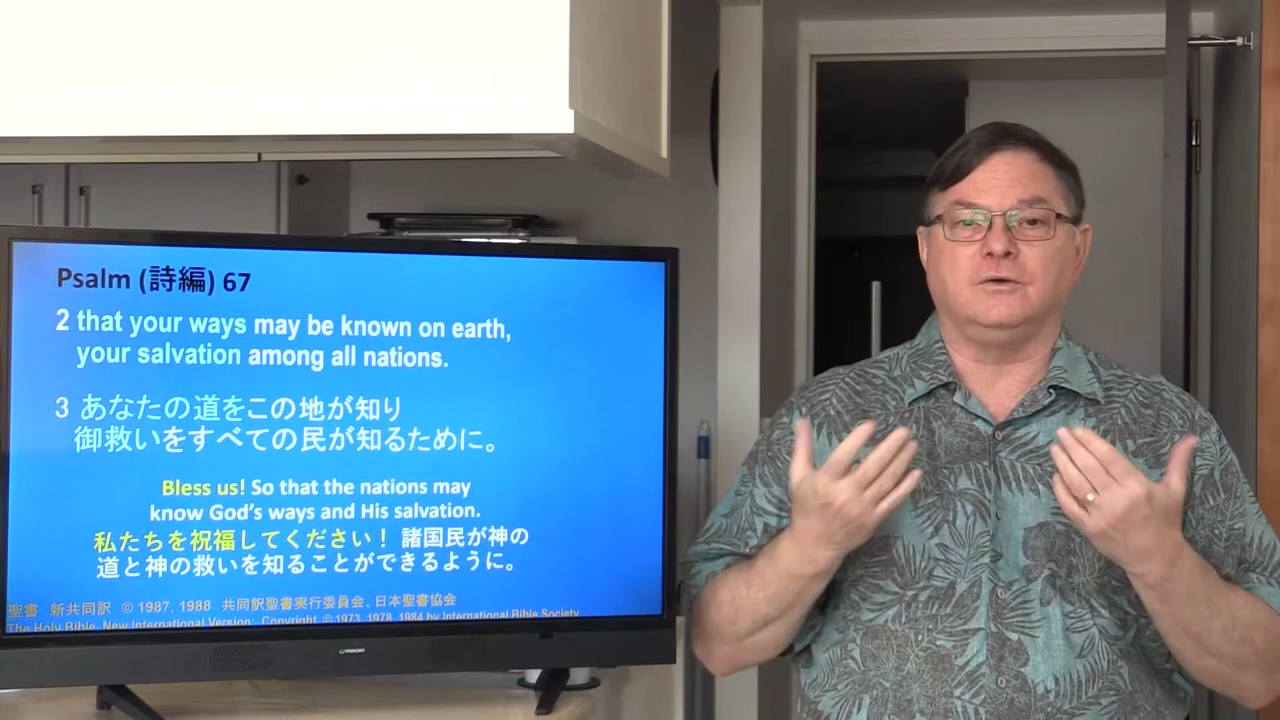 Psalm (詩編) 67
2 that your ways may be known on earth,
your salvation among all nations.
3 あなたの道をこの地が知り
御救いをすべての民が知るために。
Bless us! So that the nations may
know God's ways and His salvation.
私たちを祝福してください！ 諸国民が神の
道と神の救いを知ることができるように。
聖書 新共同訳 © 1987, 1988 共同訳聖書実行委員会、日本聖書協会
The Holy Bible, New International Version; Copyright © 1973, 1978, 1984 by International Bible Society